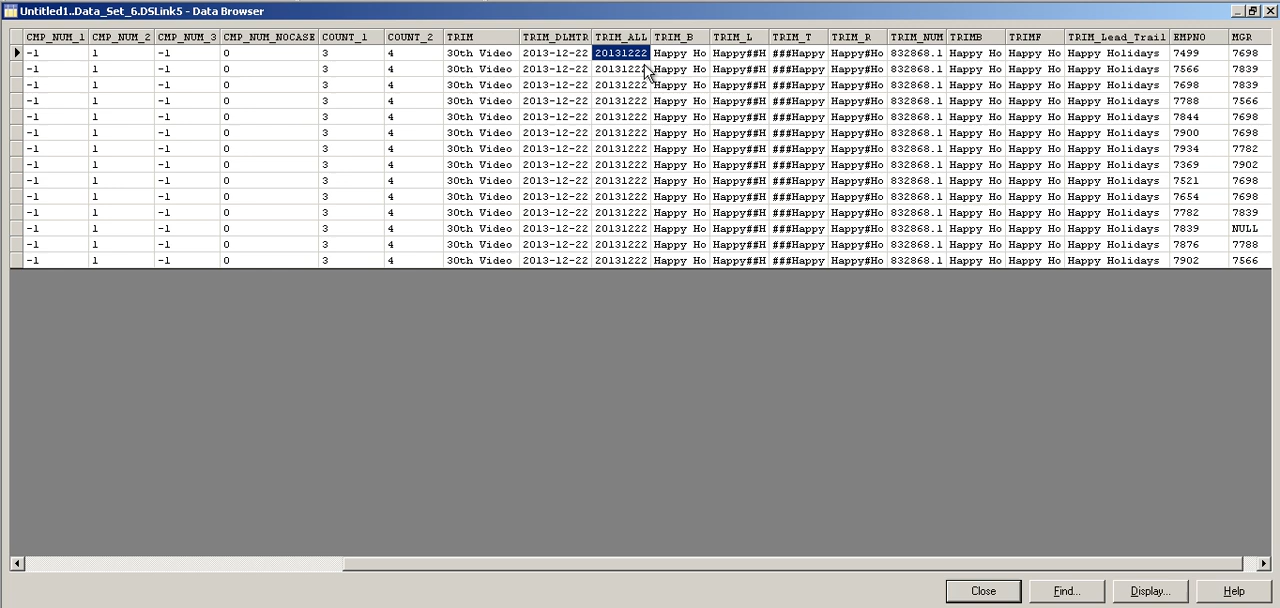 Untitled1..Data_Set_6.DSLink5 - Data Browser
CMP_NUM_1 CMP_NUM_2 CMP_NUM_3 CMP_NUM_NOCASE COUNT_1 COUNT_2 TRIM TRIM_DLMTR TRIM_ALL TRIM_B TRIM_L TRIM_T TRIM_R TRIM_NUM TRIMB TRIMF TRIM_Lead_Trail EMPNO MGR
-1 1 -1 0 3 4 30th Video 2013-12-22 20131222 Happy Ho Happy##H ###Happy Happy#Ho 832868.1 Happy Ho Happy Ho Happy Holidays 7499 7698
-1 1 -1 0 3 4 30th Video 2013-12-22 20131222 Happy Ho Happy##H ###Happy Happy#Ho 832868.1 Happy Ho Happy Ho Happy Holidays 7566 7839
-1 1 -1 0 3 4 30th Video 2013-12-22 20131222 Happy Ho Happy##H ###Happy Happy#Ho 832868.1 Happy Ho Happy Ho Happy Holidays 7698 7839
-1 1 -1 0 3 4 30th Video 2013-12-22 20131222 Happy Ho Happy##H ###Happy Happy#Ho 832868.1 Happy Ho Happy Ho Happy Holidays 7788 7566
-1 1 -1 0 3 4 30th Video 2013-12-22 20131222 Happy Ho Happy##H ###Happy Happy#Ho 832868.1 Happy Ho Happy Ho Happy Holidays 7844 7698
-1 1 -1 0 3 4 30th Video 2013-12-22 20131222 Happy Ho Happy##H ###Happy Happy#Ho 832868.1 Happy Ho Happy Ho Happy Holidays 7900 7698
-1 1 -1 0 3 4 30th Video 2013-12-22 20131222 Happy Ho Happy##H ###Happy Happy#Ho 832868.1 Happy Ho Happy Ho Happy Holidays 7934 7782
-1 1 -1 0 3 4 30th Video 2013-12-22 20131222 Happy Ho Happy##H ###Happy Happy#Ho 832868.1 Happy Ho Happy Ho Happy Holidays 7369 7902
-1 1 -1 0 3 4 30th Video 2013-12-22 20131222 Happy Ho Happy##H ###Happy Happy#Ho 832868.1 Happy Ho Happy Ho Happy Holidays 7521 7698
-1 1 -1 0 3 4 30th Video 2013-12-22 20131222 Happy Ho Happy##H ###Happy Happy#Ho 832868.1 Happy Ho Happy Ho Happy Holidays 7654 7698
-1 1 -1 0 3 4 30th Video 2013-12-22 20131222 Happy Ho Happy##H ###Happy Happy#Ho 832868.1 Happy Ho Happy Ho Happy Holidays 7782 7839
-1 1 -1 0 3 4 30th Video 2013-12-22 20131222 Happy Ho Happy##H ###Happy Happy#Ho 832868.1 Happy Ho Happy Ho Happy Holidays 7839 NULL
-1 1 -1 0 3 4 30th Video 2013-12-22 20131222 Happy Ho Happy##H ###Happy Happy#Ho 832868.1 Happy Ho Happy Ho Happy Holidays 7876 7788
-1 1 -1 0 3 4 30th Video 2013-12-22 20131222 Happy Ho Happy##H ###Happy Happy#Ho 832868.1 Happy Ho Happy Ho Happy Holidays 7902 7566
Close Find... Display... Help